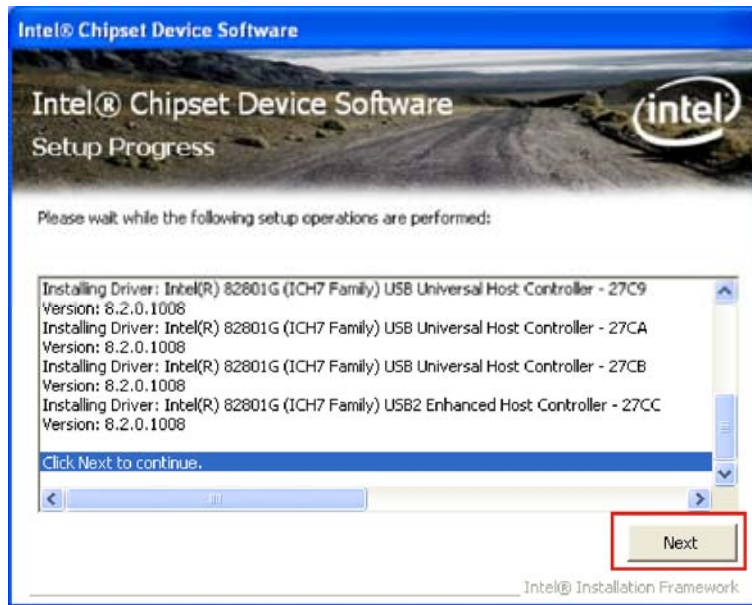 Intel® Chipset Device Software
Intel® Chipset Device Software
intel
Setup Progress
Please wait while the following setup operations are performed:
Installing Driver: Intel(R) 82801G (ICH7 Family) USB Universal Host Controller - 27C9
Version: 8.2.0.1008
Installing Driver: Intel(R) 82801G (ICH7 Family) USB Universal Host Controller - 27CA
Version: 8.2.0.1008
Installing Driver: Intel(R) 82801G (ICH7 Family) USB Universal Host Controller - 27CB
Version: 8.2.0.1008
Installing Driver: Intel(R) 82801G (ICH7 Family) USB2 Enhanced Host Controller - 27CC
Version: 8.2.0.1008
Click Next to continue.
Next
Intel® Installation Framework